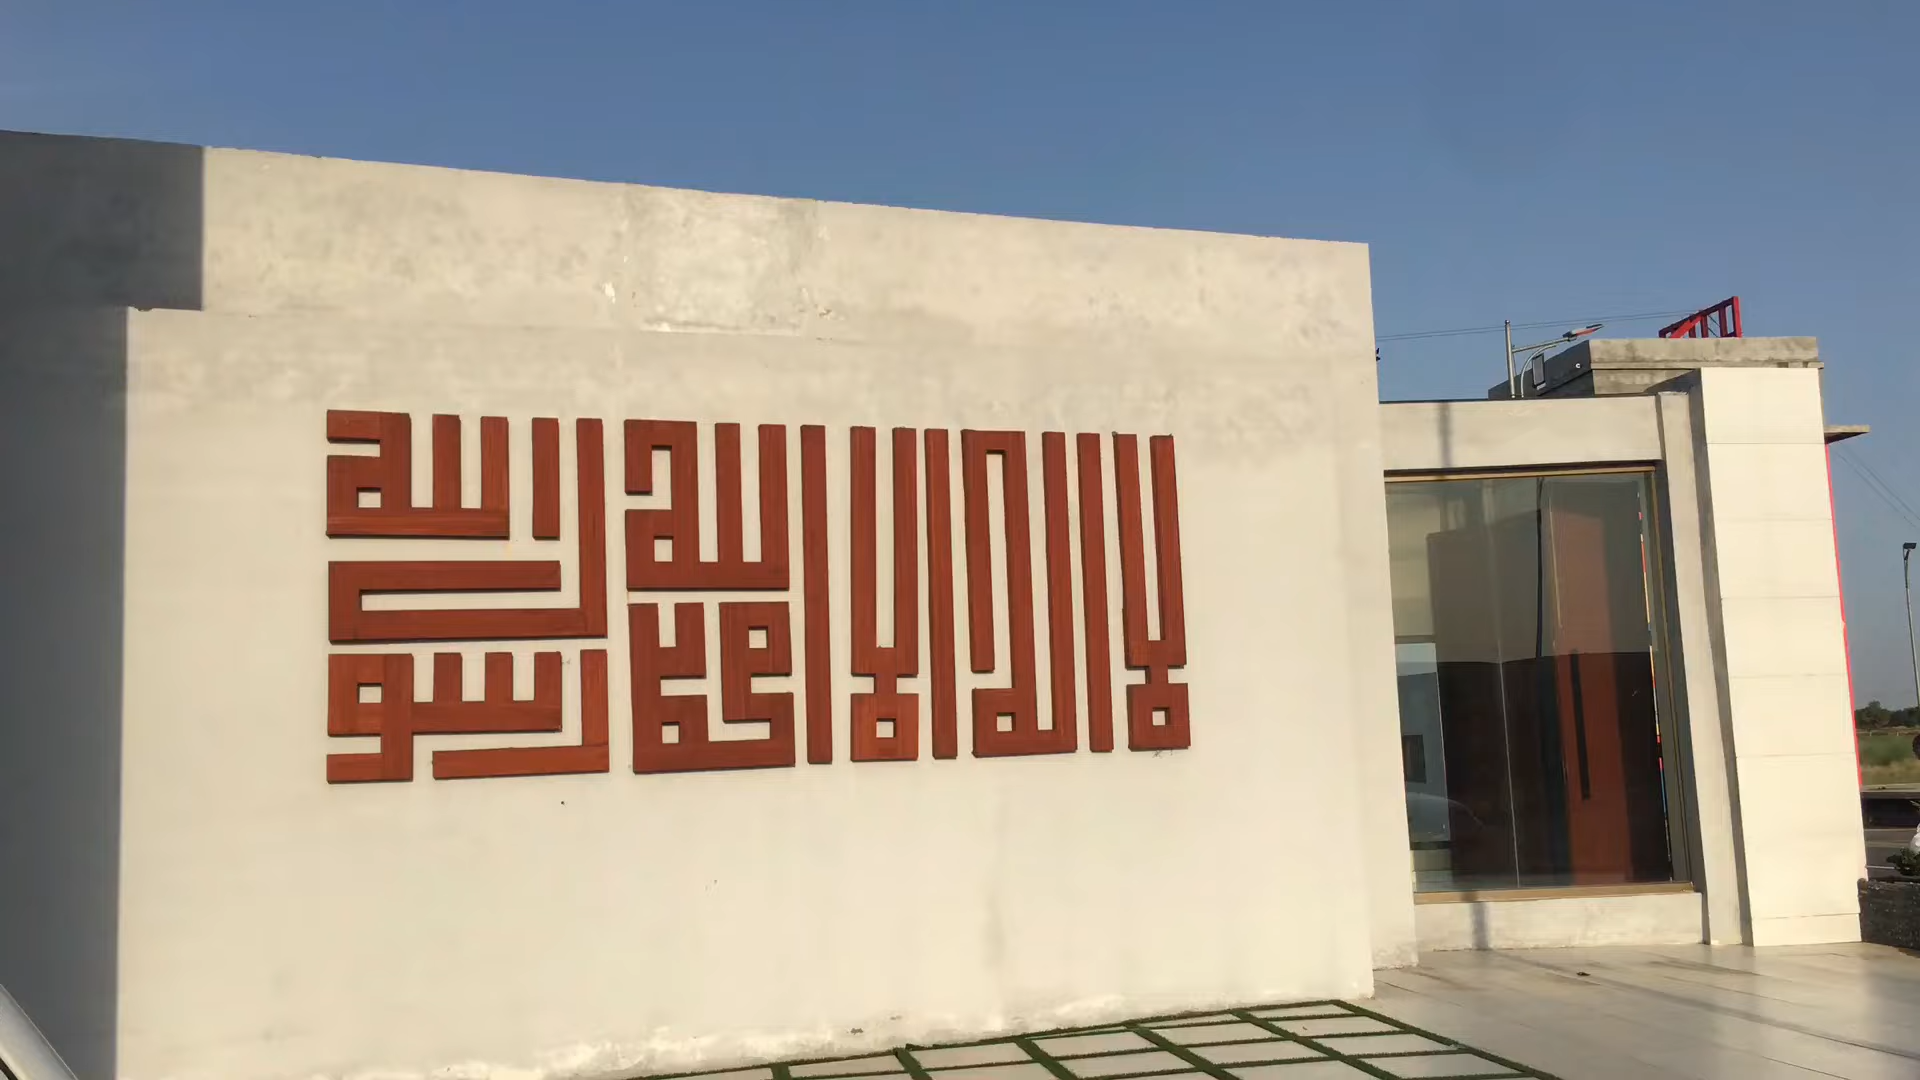 لا اله الا الله محمد رسول الله